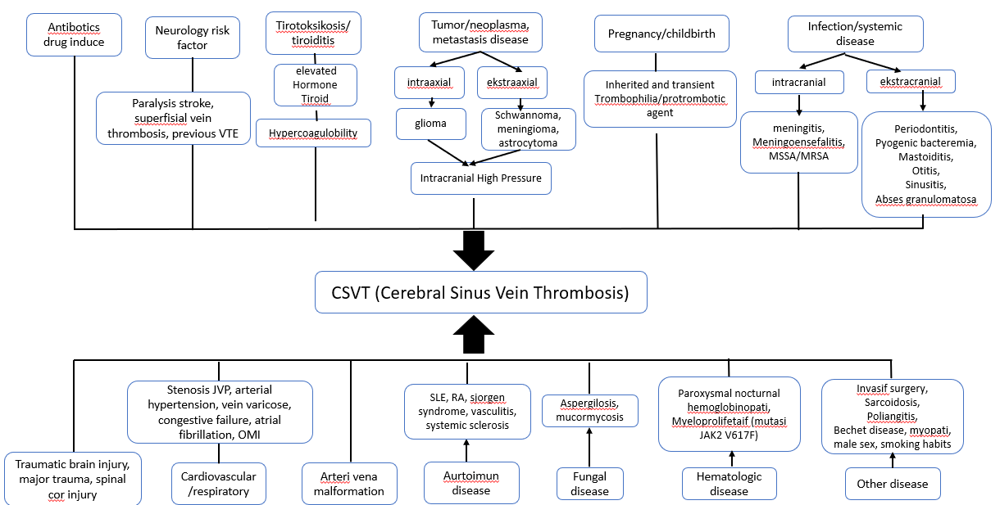 Antibotics
drug induce
Neurology risk
factor
Tirotoksikosis/
tiroiditis
Tumor/neoplasma,
metastasis disease
Pregnancy/childbirth
Infection/systemic
disease
elevated
Hormone
Tiroid
intraaxial
ekstraaxial
Inherited and transient
Trombophilia/protrombotic
agent
intracranial
ekstracranial
Paralysis stroke,
superfisial vein
thrombosis, previous VTE
Hypercoagulobility
glioma
Schwannoma,
meningioma,
astrocytoma
meningitis,
Meningoensefalitis,
MSSA/MRSA
Periodontitis,
Pyogenic bacteremia,
Mastoiditis,
Otitis,
Sinusitis,
Abses granulomatosa
Intracranial High Pressure
CSVT (Cerebral Sinus Vein Thrombosis)
Stenosis JVP, arterial
hypertension, vein varicose,
congestive failure, atrial
fibrillation, OMI
SLE, RA, sjorgen
syndrome, vasculitis,
systemic sclerosis
Aspergilosis,
mucormycosis
Paroxysmal nocturnal
hemoglobinopati,
Myeloprolifetaif (mutasi
JAK2 V617F)
Invasif surgery,
Sarcoidosis,
Poliangitis,
Bechet disease, myopati,
male sex, smoking habits
Traumatic brain injury,
major trauma, spinal
cor injury
Cardiovascular
/respiratory
Arteri vena
malformation
Aurtoimun
disease
Fungal
disease
Hematologic
disease
Other disease